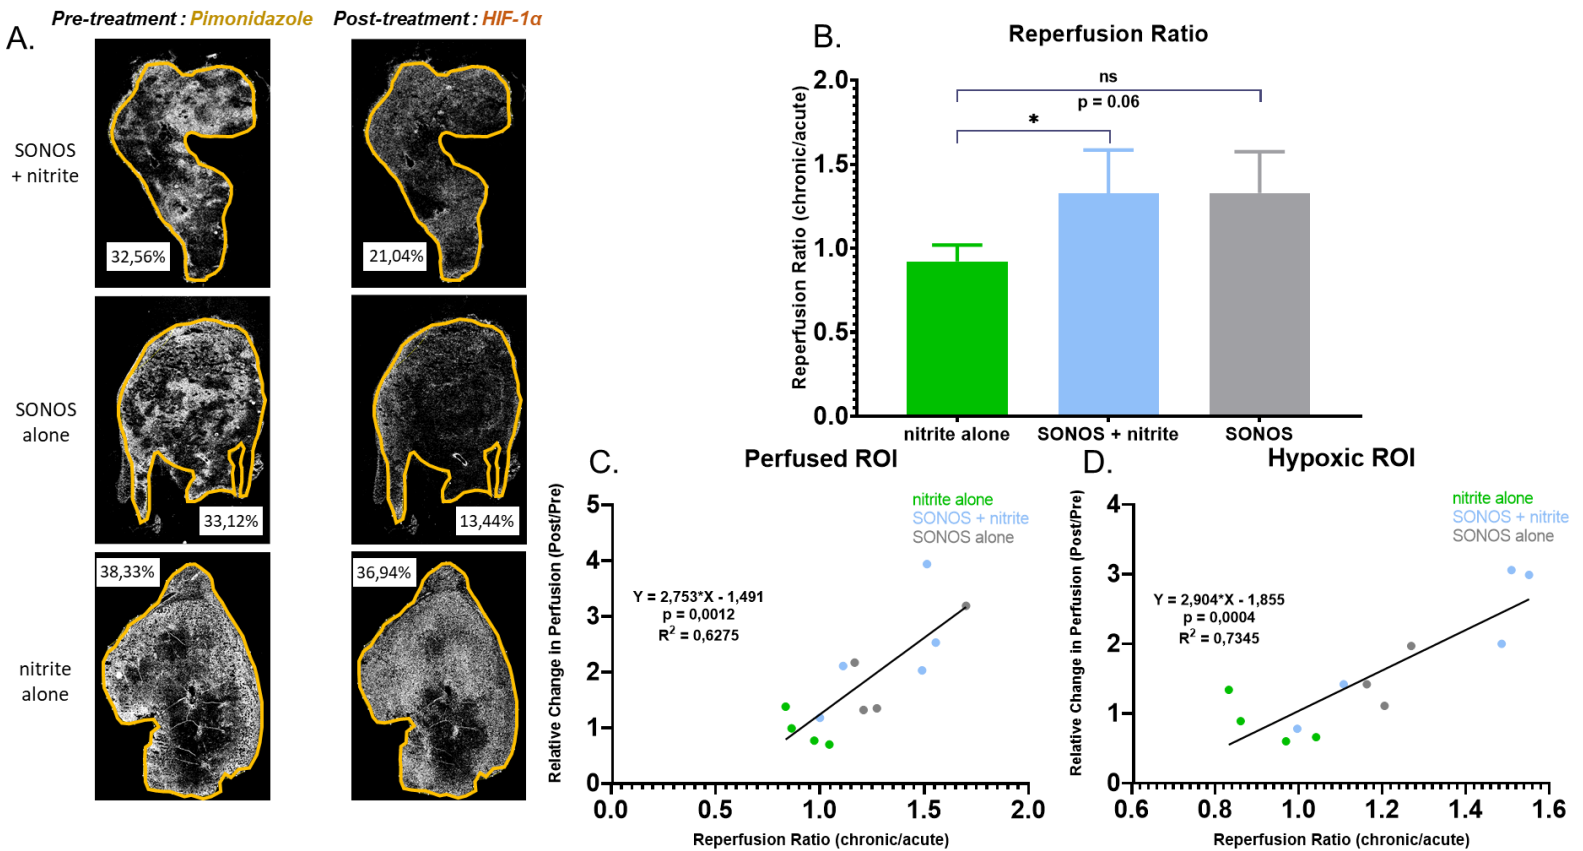 Pre-treatment : Pimonidazole
Post-treatment : HIF-1α
A.
SONOS
+ nitrite
32,56%
21,04%
SONOS
alone
33,12%
13,44%
nitrite
alone
38,33%
36,94%
B.
Reperfusion Ratio
Reperfusion Ratio (chronic/acute)
2.0
1.5
1.0
0.5
0.0
ns
p = 0.06
*
nitrite alone
SONOS + nitrite
SONOS
C.
Perfused ROI
Relative Change in Perfusion (Post/Pre)
5
4
3
2
1
0
nitrite alone
SONOS + nitrite
SONOS alone
Y = 2,753*X - 1,491
p = 0,0012
R² = 0,6275
0.0 0.5 1.0 1.5 2.0
Reperfusion Ratio (chronic/acute)
D.
Hypoxic ROI
Relative Change in Perfusion (Post/Pre)
4
3
2
1
0
nitrite alone
SONOS + nitrite
SONOS alone
Y = 2,904*X - 1,855
p = 0,0004
R² = 0,7345
0.6 0.8 1.0 1.2 1.4 1.6
Reperfusion Ratio (chronic/acute)